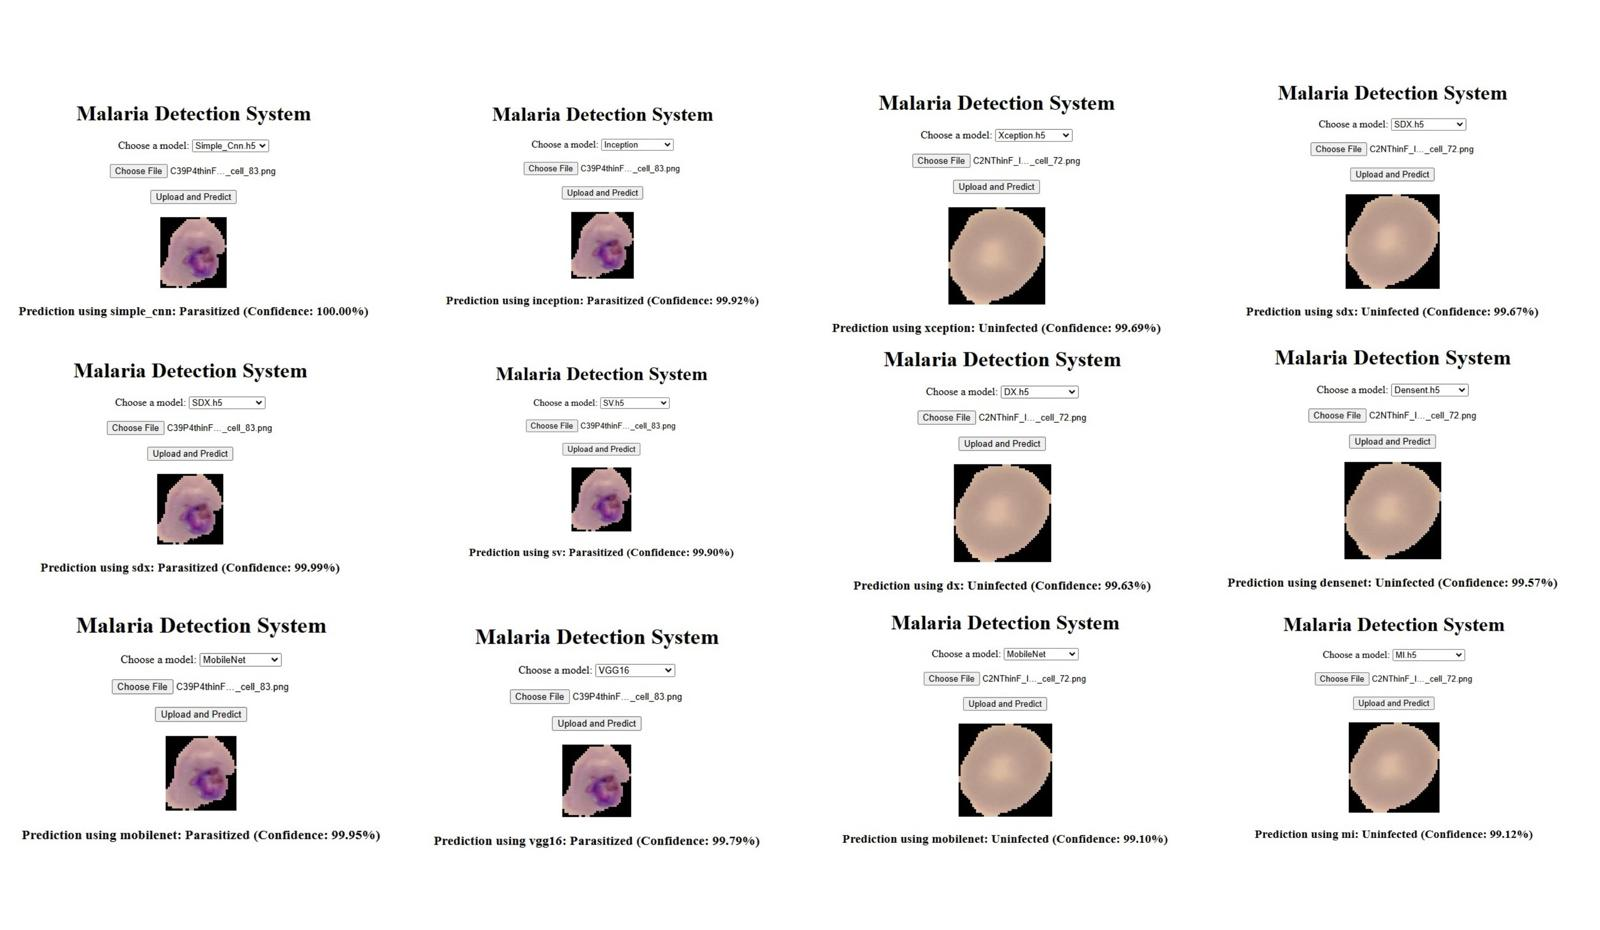 Malaria Detection System
Choose a model: Simple_Cnn.h5
Choose File C39P4thinF..._cell_83.png
Upload and Predict
Prediction using simple_cnn: Parasitized (Confidence: 100.00%)
Malaria Detection System
Choose a model: Inception
Choose File C39P4thinF..._cell_83.png
Upload and Predict
Prediction using inception: Parasitized (Confidence: 99.92%)
Malaria Detection System
Choose a model: Xception.h5
Choose File C2NThinF_I..._cell_72.png
Upload and Predict
Prediction using xception: Uninfected (Confidence: 99.69%)
Malaria Detection System
Choose a model: SDX.h5
Choose File C2NThinF_I..._cell_72.png
Upload and Predict
Prediction using sdx: Uninfected (Confidence: 99.67%)
Malaria Detection System
Choose a model: SDX.h5
Choose File C39P4thinF..._cell_83.png
Upload and Predict
Prediction using sdx: Parasitized (Confidence: 99.99%)
Malaria Detection System
Choose a model: SV.h5
Choose File C39P4thinF..._cell_83.png
Upload and Predict
Prediction using sv: Parasitized (Confidence: 99.90%)
Malaria Detection System
Choose a model: DX.h5
Choose File C2NThinF_I..._cell_72.png
Upload and Predict
Prediction using dx: Uninfected (Confidence: 99.63%)
Malaria Detection System
Choose a model: Densent.h5
Choose File C2NThinF_I..._cell_72.png
Upload and Predict
Prediction using densenet: Uninfected (Confidence: 99.57%)
Malaria Detection System
Choose a model: MobileNet
Choose File C39P4thinF..._cell_83.png
Upload and Predict
Prediction using mobilenet: Parasitized (Confidence: 99.95%)
Malaria Detection System
Choose a model: VGG16
Choose File C39P4thinF..._cell_83.png
Upload and Predict
Prediction using vgg16: Parasitized (Confidence: 99.79%)
Malaria Detection System
Choose a model: MobileNet
Choose File C2NThinF_I..._cell_72.png
Upload and Predict
Prediction using mobilenet: Uninfected (Confidence: 99.10%)
Malaria Detection System
Choose a model: MI.h5
Choose File C2NThinF_I..._cell_72.png
Upload and Predict
Prediction using mi: Uninfected (Confidence: 99.12%)